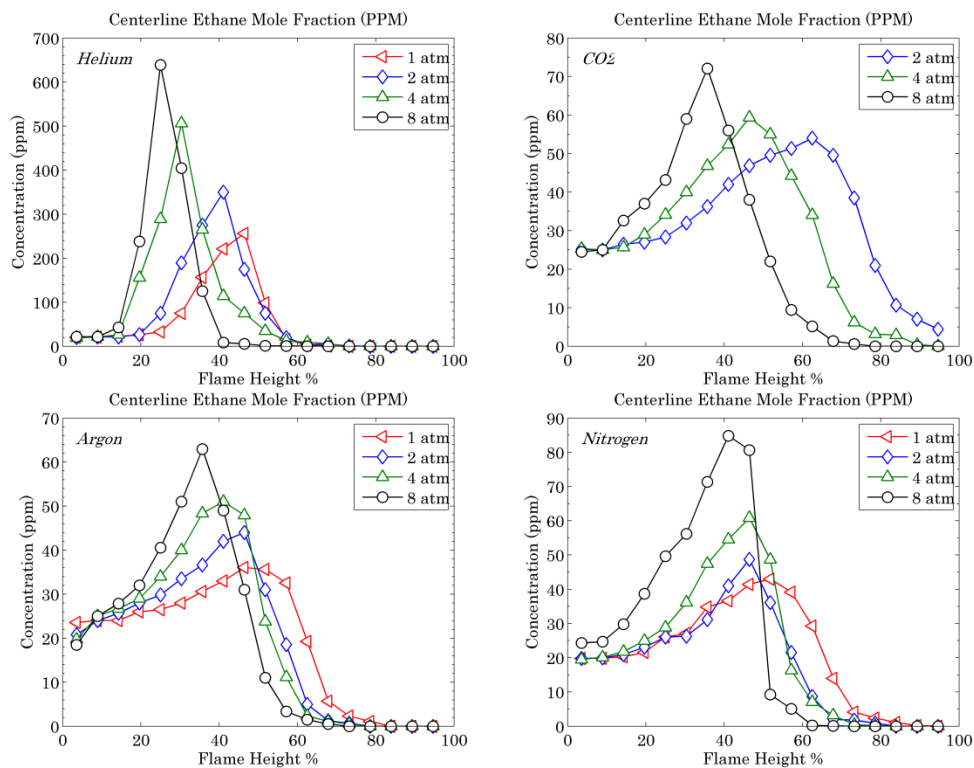 Centerline Ethane Mole Fraction (PPM)
Helium
1 atm
2 atm
4 atm
8 atm
700
600
500
400
300
200
100
0
Concentration (ppm)
0 20 40 60 80 100
Flame Height %
Centerline Ethane Mole Fraction (PPM)
CO2
2 atm
4 atm
8 atm
80
70
60
50
40
30
20
10
0
Concentration (ppm)
0 20 40 60 80 100
Flame Height %
Centerline Ethane Mole Fraction (PPM)
Argon
1 atm
2 atm
4 atm
8 atm
70
60
50
40
30
20
10
0
Concentration (ppm)
0 20 40 60 80 100
Flame Height %
Centerline Ethane Mole Fraction (PPM)
Nitrogen
1 atm
2 atm
4 atm
8 atm
90
80
70
60
50
40
30
20
10
0
Concentration (ppm)
0 20 40 60 80 100
Flame Height %